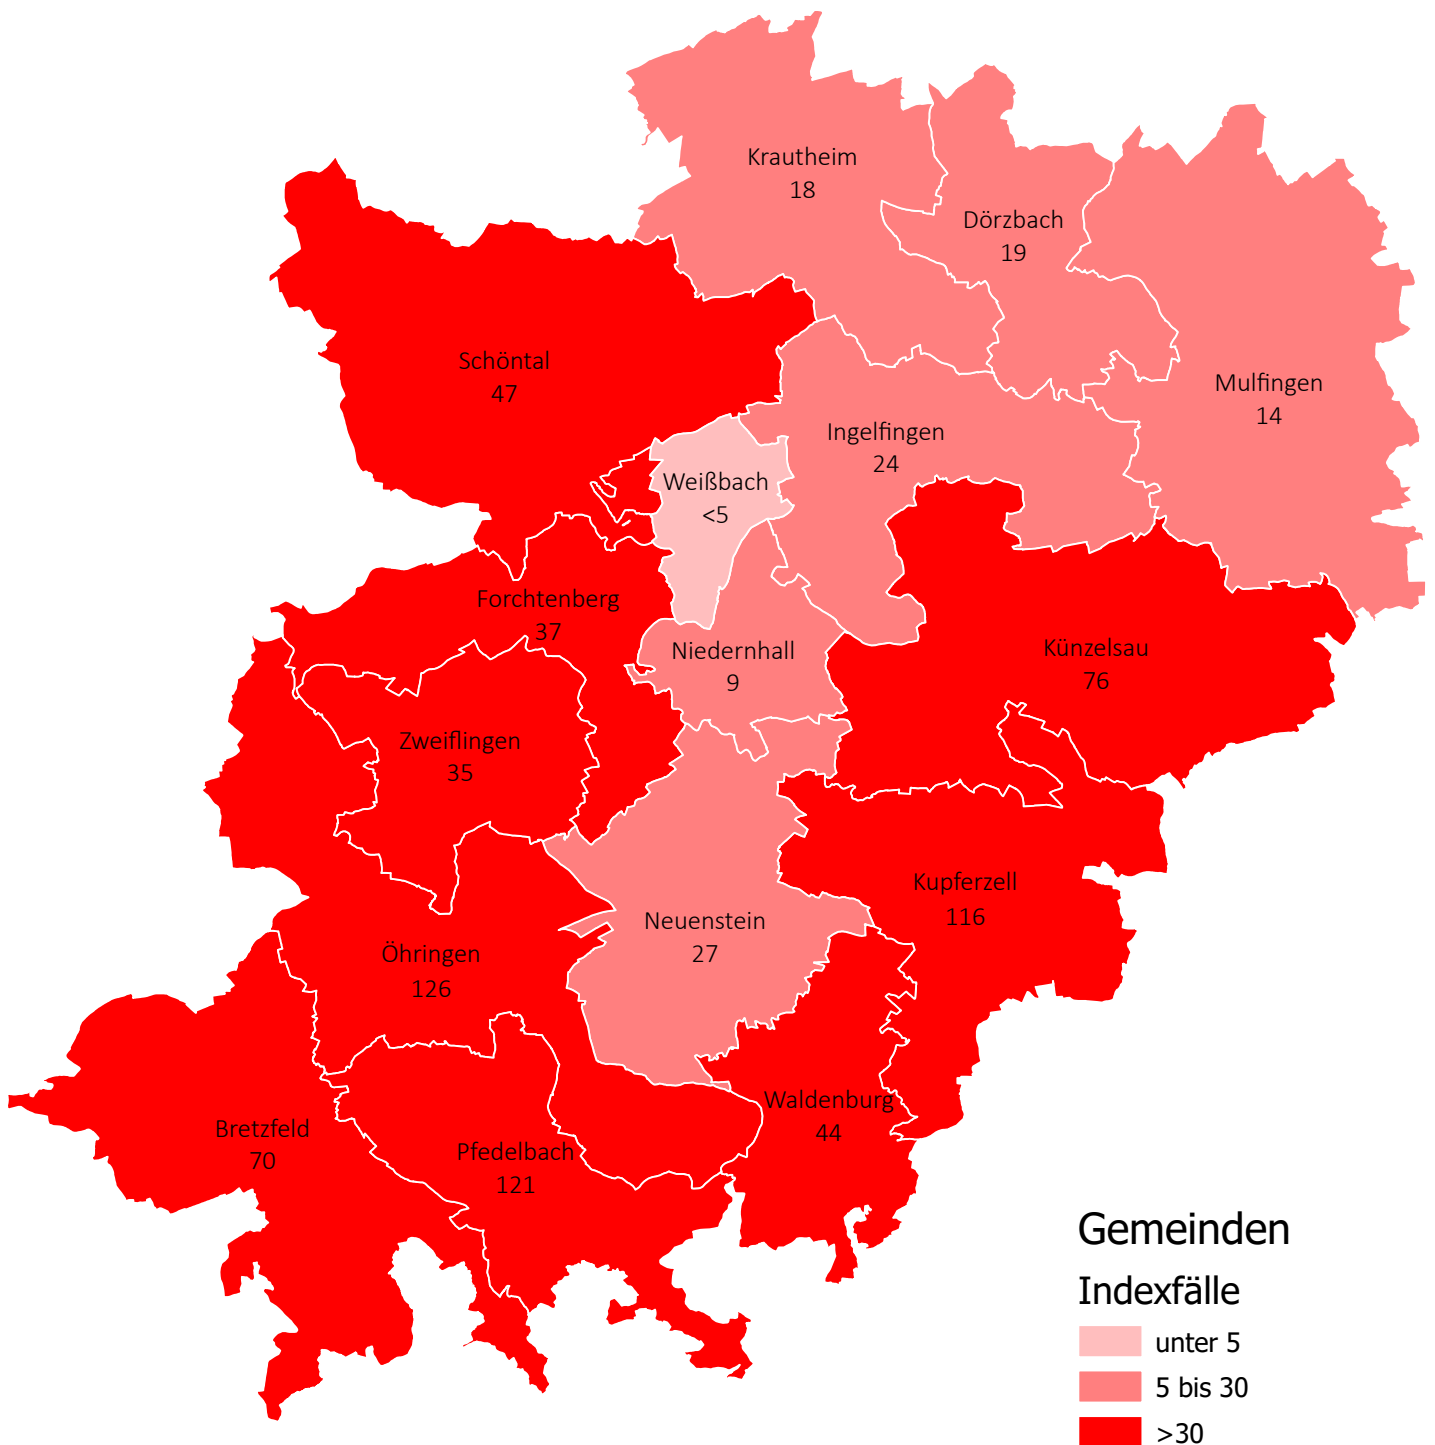 Krautheim
18
Dörzbach
19
Schöntal
47
Mulfingen
14
Ingelfingen
24
Weißbach
<5
Forchtenberg
37
Niedernhall
9
Künzelsau
76
Zweiflingen
35
Kupferzell
116
Neuenstein
27
Öhringen
126
Waldenburg
44
Bretzfeld
70
Pfedelbach
121
Gemeinden
Indexfälle
unter 5
5 bis 30
>30